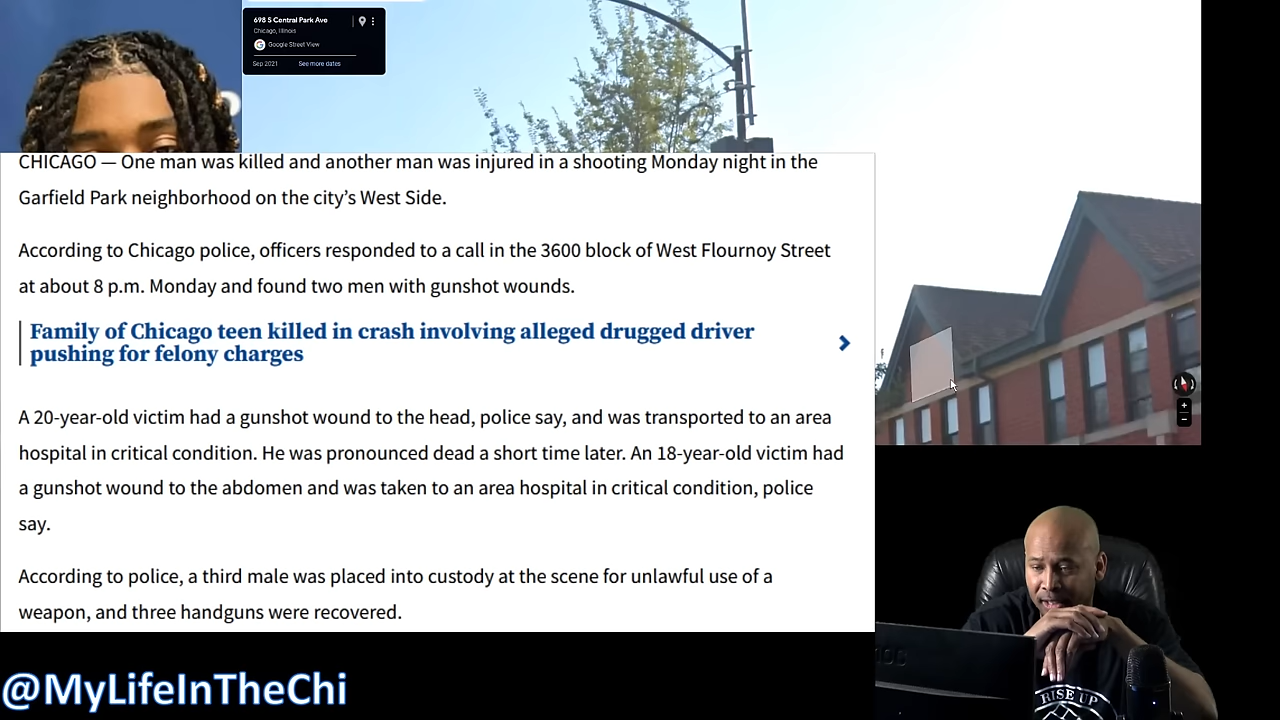 698 S Central Park Ave
Chicago, Illinois
Google Street View
Sep 2021 See more dates
CHICAGO — One man was killed and another man was injured in a shooting Monday night in the
Garfield Park neighborhood on the city’s West Side.
According to Chicago police, officers responded to a call in the 3600 block of West Flournoy Street
at about 8 p.m. Monday and found two men with gunshot wounds.
Family of Chicago teen killed in crash involving alleged drugged driver
pushing for felony charges
A 20-year-old victim had a gunshot wound to the head, police say, and was transported to an area
hospital in critical condition. He was pronounced dead a short time later. An 18-year-old victim had
a gunshot wound to the abdomen and was taken to an area hospital in critical condition, police
say.
According to police, a third male was placed into custody at the scene for unlawful use of a
weapon, and three handguns were recovered.
RISE UP
@MyLifeInTheChi